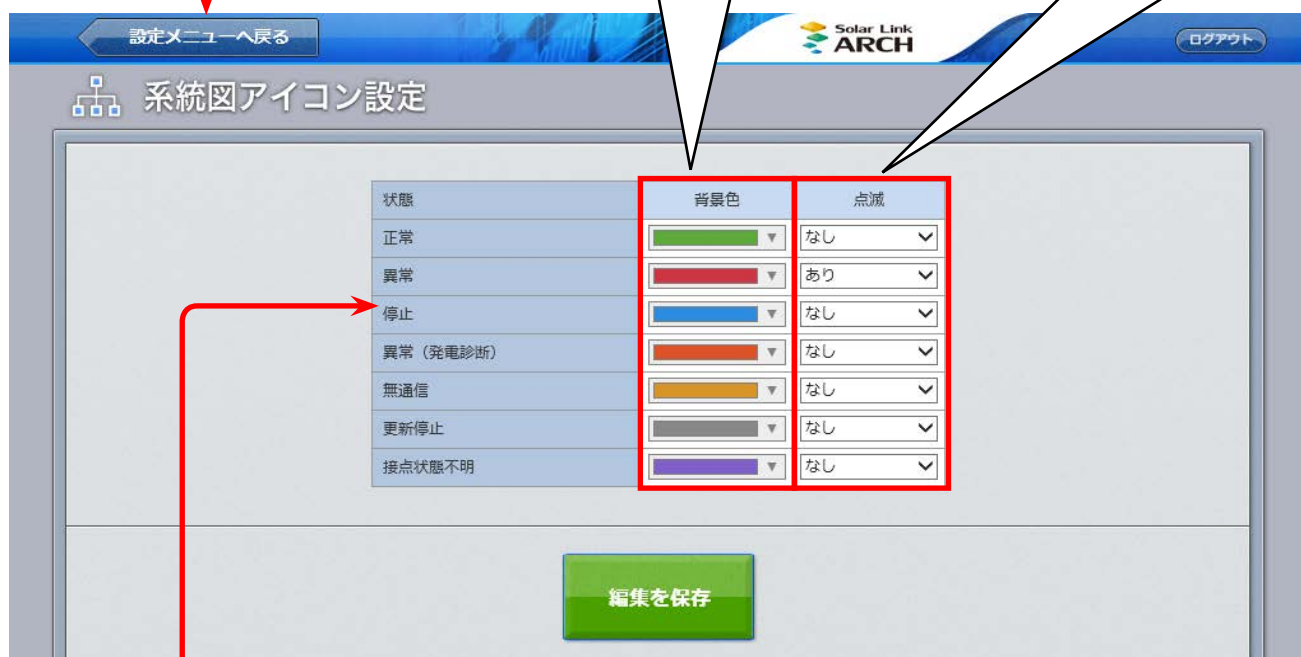 設定メニューへ戻る
Solar Link
ARCH
ログアウト
系統図アイコン設定
状態 背景色 点滅
正常 なし
異常 あり
停止 なし
異常（発電診断） なし
無通信 なし
更新停止 なし
接点状態不明 なし
編集を保存